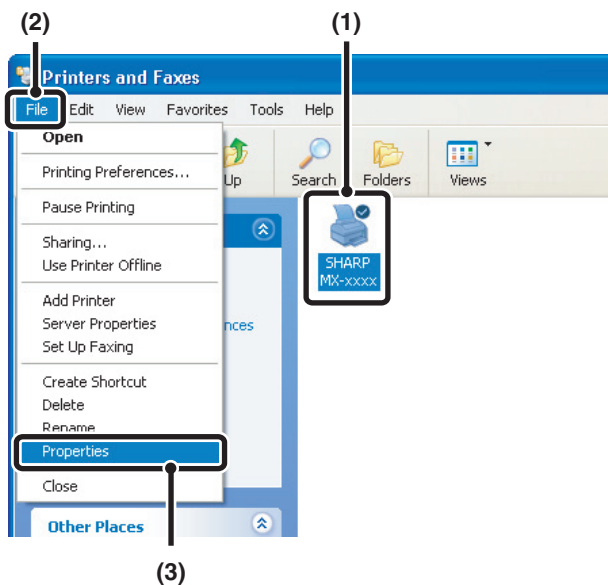 (2) (1)
Printers and Faxes
File Edit View Favorites Tools Help
Open
Printing Preferences...
Pause Printing
Sharing...
Use Printer Offline
Add Printer
Server Properties
Set Up Faxing
Create Shortcut
Delete
Rename
Properties
Close
Up Search Folders Views
SHARP
MX-xxxx
nces
Other Places
(3)